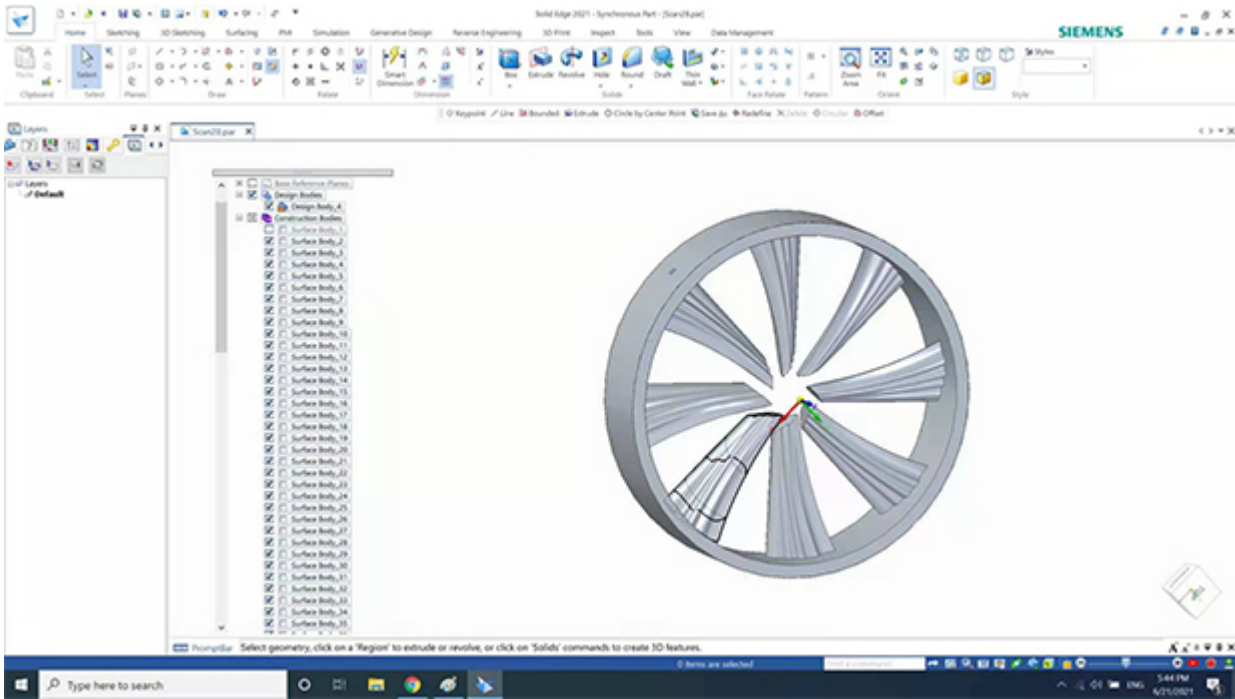 Solid Edge 2021 - Synchronous Part - [Scan28.par]
Home Sketching 3D Sketching Surfacing PMI Simulation Generative Design Reverse Engineering 3D Print Inspect Tools View Data Management
SIEMENS
Paste Select Smart Dimension Box Extrude Revolve Hole Round Draft Thin Wall Zoom Area Fit Styles
Clipboard Select Planes Draw Relate Dimension Solids Face Relate Pattern Orient Style
Keypoint Line Bounded Extrude Circle by Center Point Save As Redefine Delete Circular Offset
Layers
Scan28.par
Layers
Default
Base Reference Planes
Design Bodies
Design Body_4
Construction Bodies
Surface Body_1
Surface Body_2
Surface Body_3
Surface Body_4
Surface Body_5
Surface Body_6
Surface Body_7
Surface Body_8
Surface Body_9
Surface Body_10
Surface Body_11
Surface Body_12
Surface Body_13
Surface Body_14
Surface Body_15
Surface Body_16
Surface Body_17
Surface Body_18
Surface Body_19
Surface Body_20
Surface Body_21
Surface Body_22
Surface Body_23
Surface Body_24
Surface Body_25
Surface Body_26
Surface Body_27
Surface Body_28
Surface Body_29
Surface Body_30
Surface Body_31
Surface Body_32
Surface Body_33
Surface Body_34
Surface Body_35
PromptBar Select geometry, click on a 'Region' to extrude or revolve, or click on 'Solids' commands to create 3D features.
0 items are selected Find a command
Type here to search
ENG
5:44 PM
6/21/2021